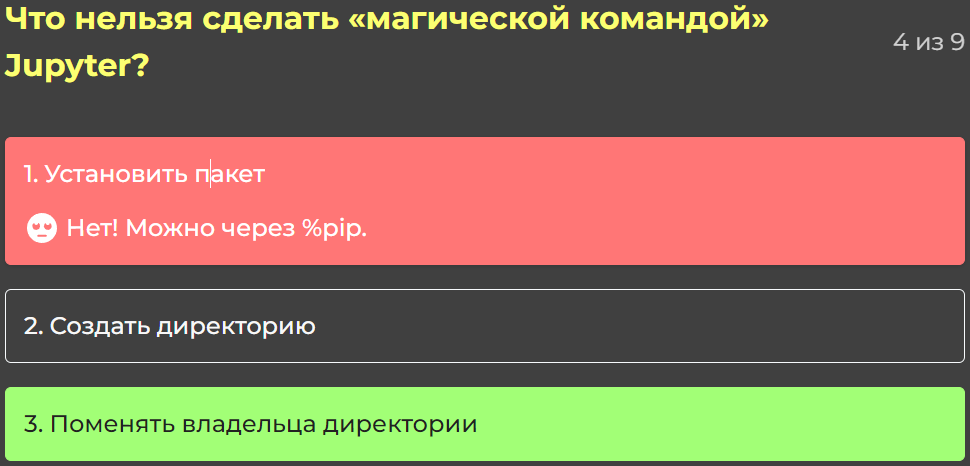 Что нельзя сделать «магической командой»
Jupyter?
4 из 9
1. Установить пакет
Нет! Можно через %pip.
2. Создать директорию
3. Поменять владельца директории